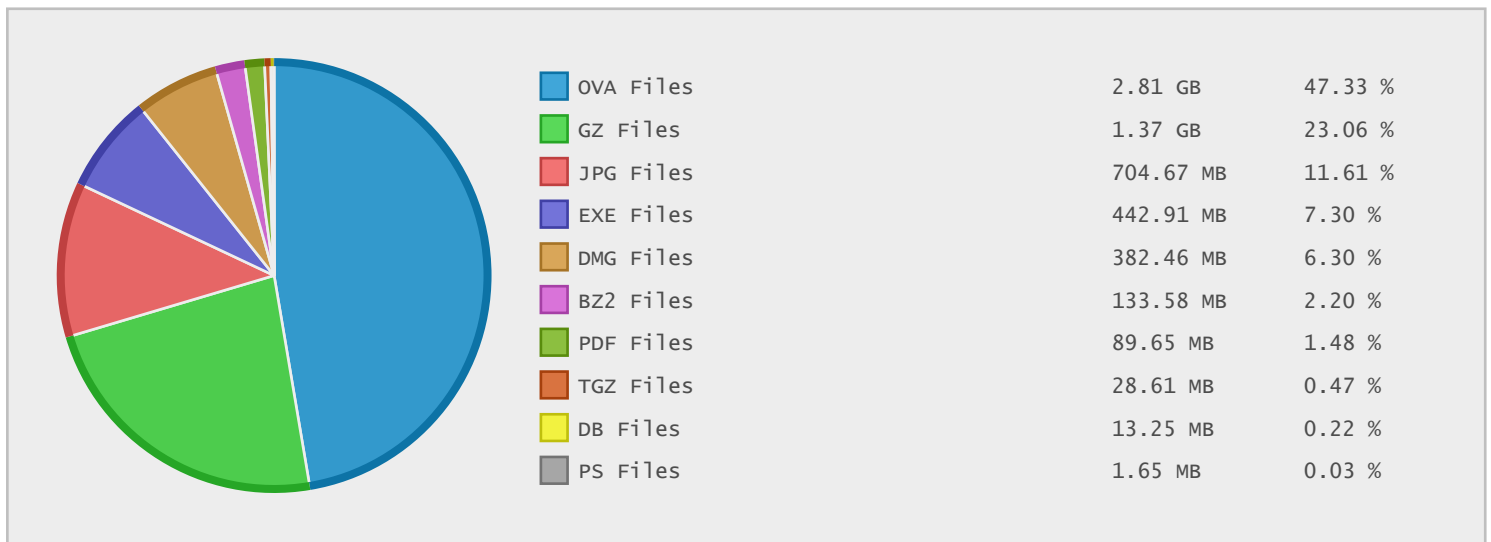 OVA Files 2.81 GB 47.33 %
GZ Files 1.37 GB 23.06 %
JPG Files 704.67 MB 11.61 %
EXE Files 442.91 MB 7.30 %
DMG Files 382.46 MB 6.30 %
BZ2 Files 133.58 MB 2.20 %
PDF Files 89.65 MB 1.48 %
TGZ Files 28.61 MB 0.47 %
DB Files 13.25 MB 0.22 %
PS Files 1.65 MB 0.03 %